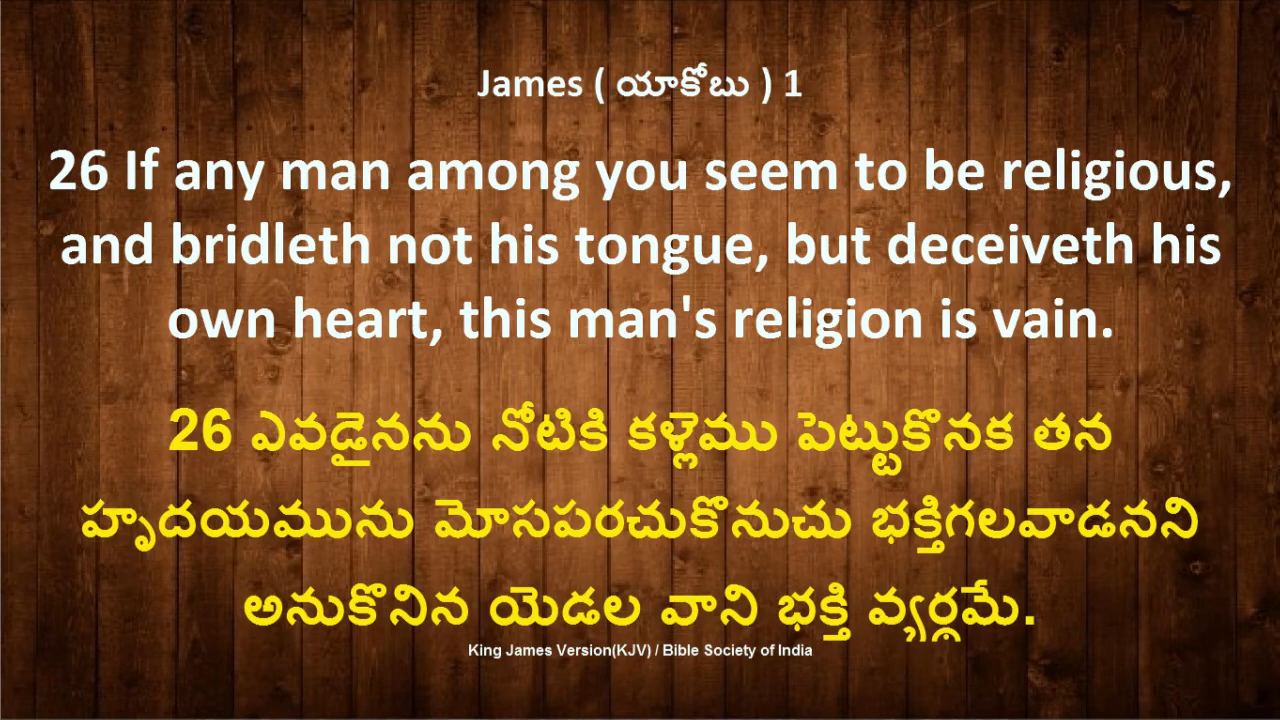 James ( యాకోబు ) 1
26 If any man among you seem to be religious,
and bridleth not his tongue, but deceiveth his
own heart, this man's religion is vain.
26 ఎవడైనను నోటికి కళ్లెము పెట్టుకొనక తన
హృదయమును మోసపరచుకొనుచు భక్తిగలవాడనని
అనుకొనిన యెడల వాని భక్తి వ్యర్థమే.
King James Version(KJV) / Bible Society of India